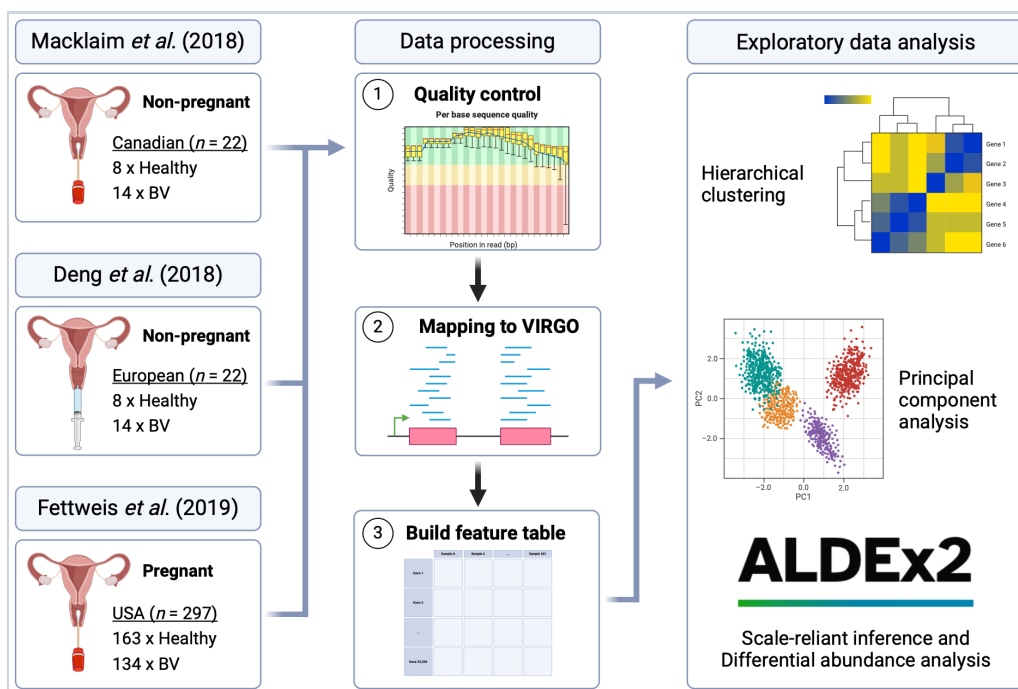 Macklaim et al. (2018)
Non-pregnant
Canadian (n = 22)
8 x Healthy
14 x BV
Deng et al. (2018)
Non-pregnant
European (n = 22)
8 x Healthy
14 x BV
Fettweis et al. (2019)
Pregnant
USA (n = 297)
163 x Healthy
134 x BV
Data processing
1 Quality control
Per base sequence quality
Quality
Position in read (bp)
2 Mapping to VIRGO
3 Build feature table
Gene 1
Gene 2
...
Exploratory data analysis
Hierarchical
clustering
Gene 1
Gene 2
Gene 3
Gene 4
Gene 5
Gene 6
2.0
0.0
−2.0
PC2
−2.0 0.0 2.0
PC1
Principal
component
analysis
ALDEx2
Scale-reliant inference and
Differential abundance analysis